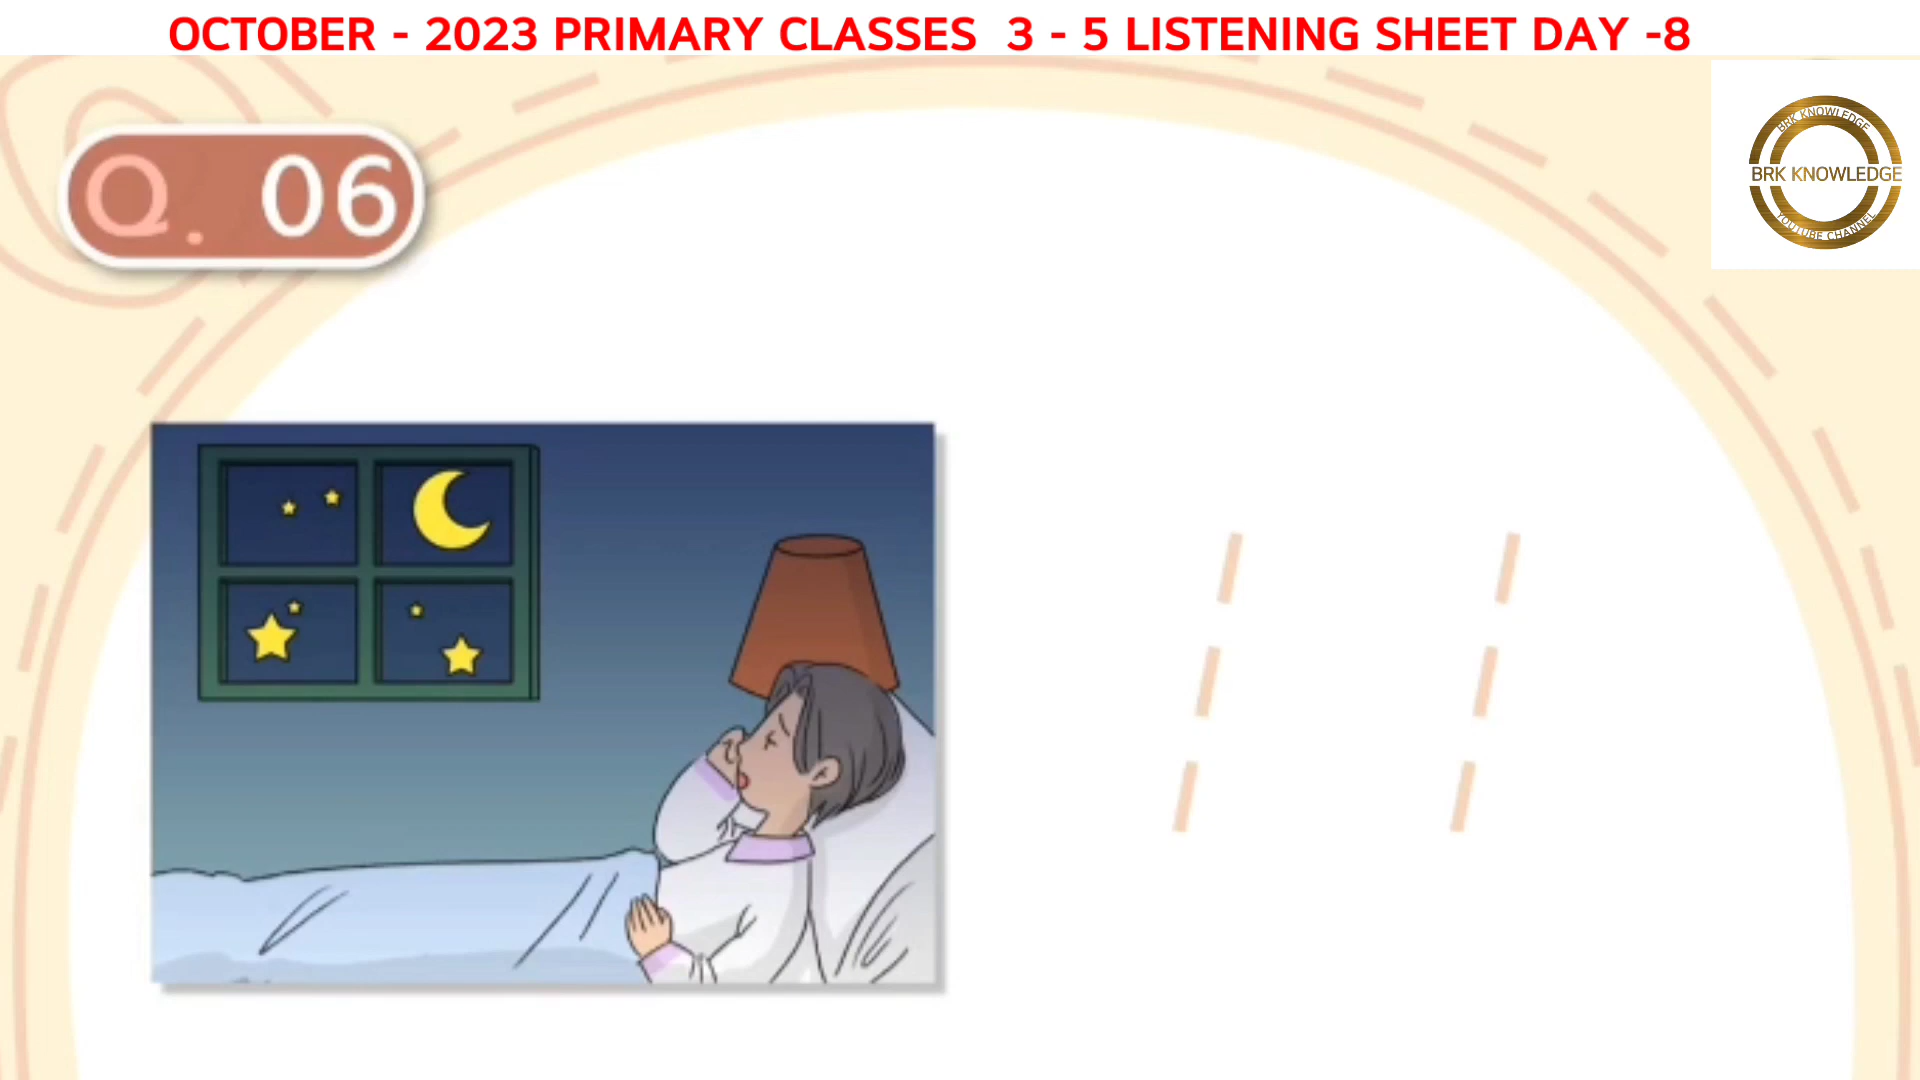 OCTOBER - 2023 PRIMARY CLASSES 3 - 5 LISTENING SHEET DAY -8
Q. 06
BRK KNOWLEDGE
BRK KNOWLEDGE
YOUTUBE CHANNEL